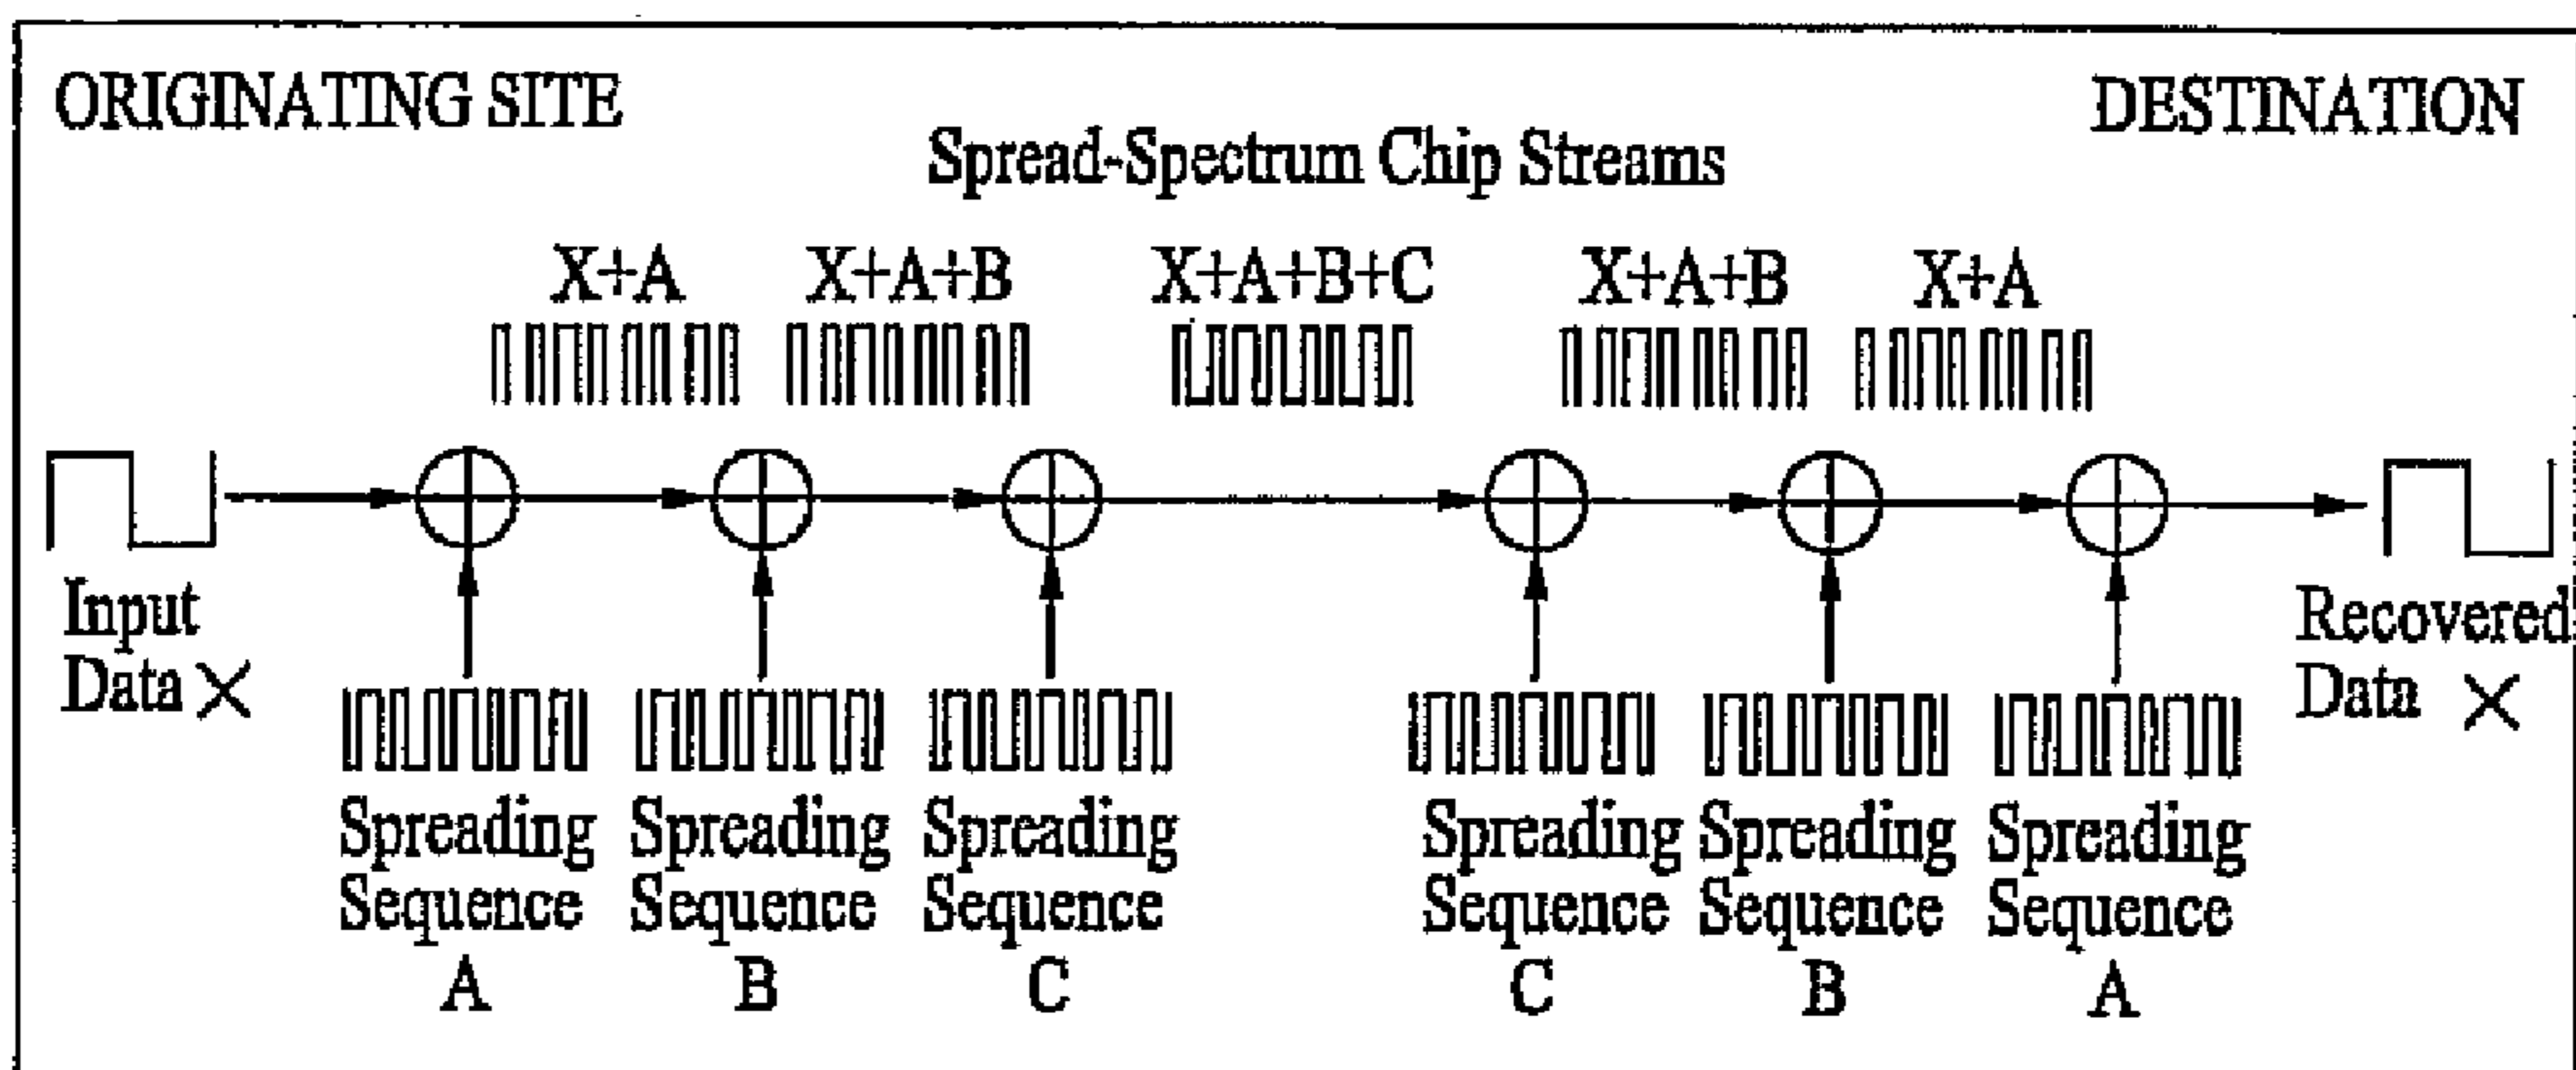 ORIGINATING SITE
DESTINATION
Spread-Spectrum Chip Streams
X+A X+A+B X+A+B+C X+A+B X+A
Input
Data X
Recovered
Data X
Spreading
Sequence
A
Spreading
Sequence
B
Spreading
Sequence
C
Spreading
Sequence
C
Spreading
Sequence
B
Spreading
Sequence
A